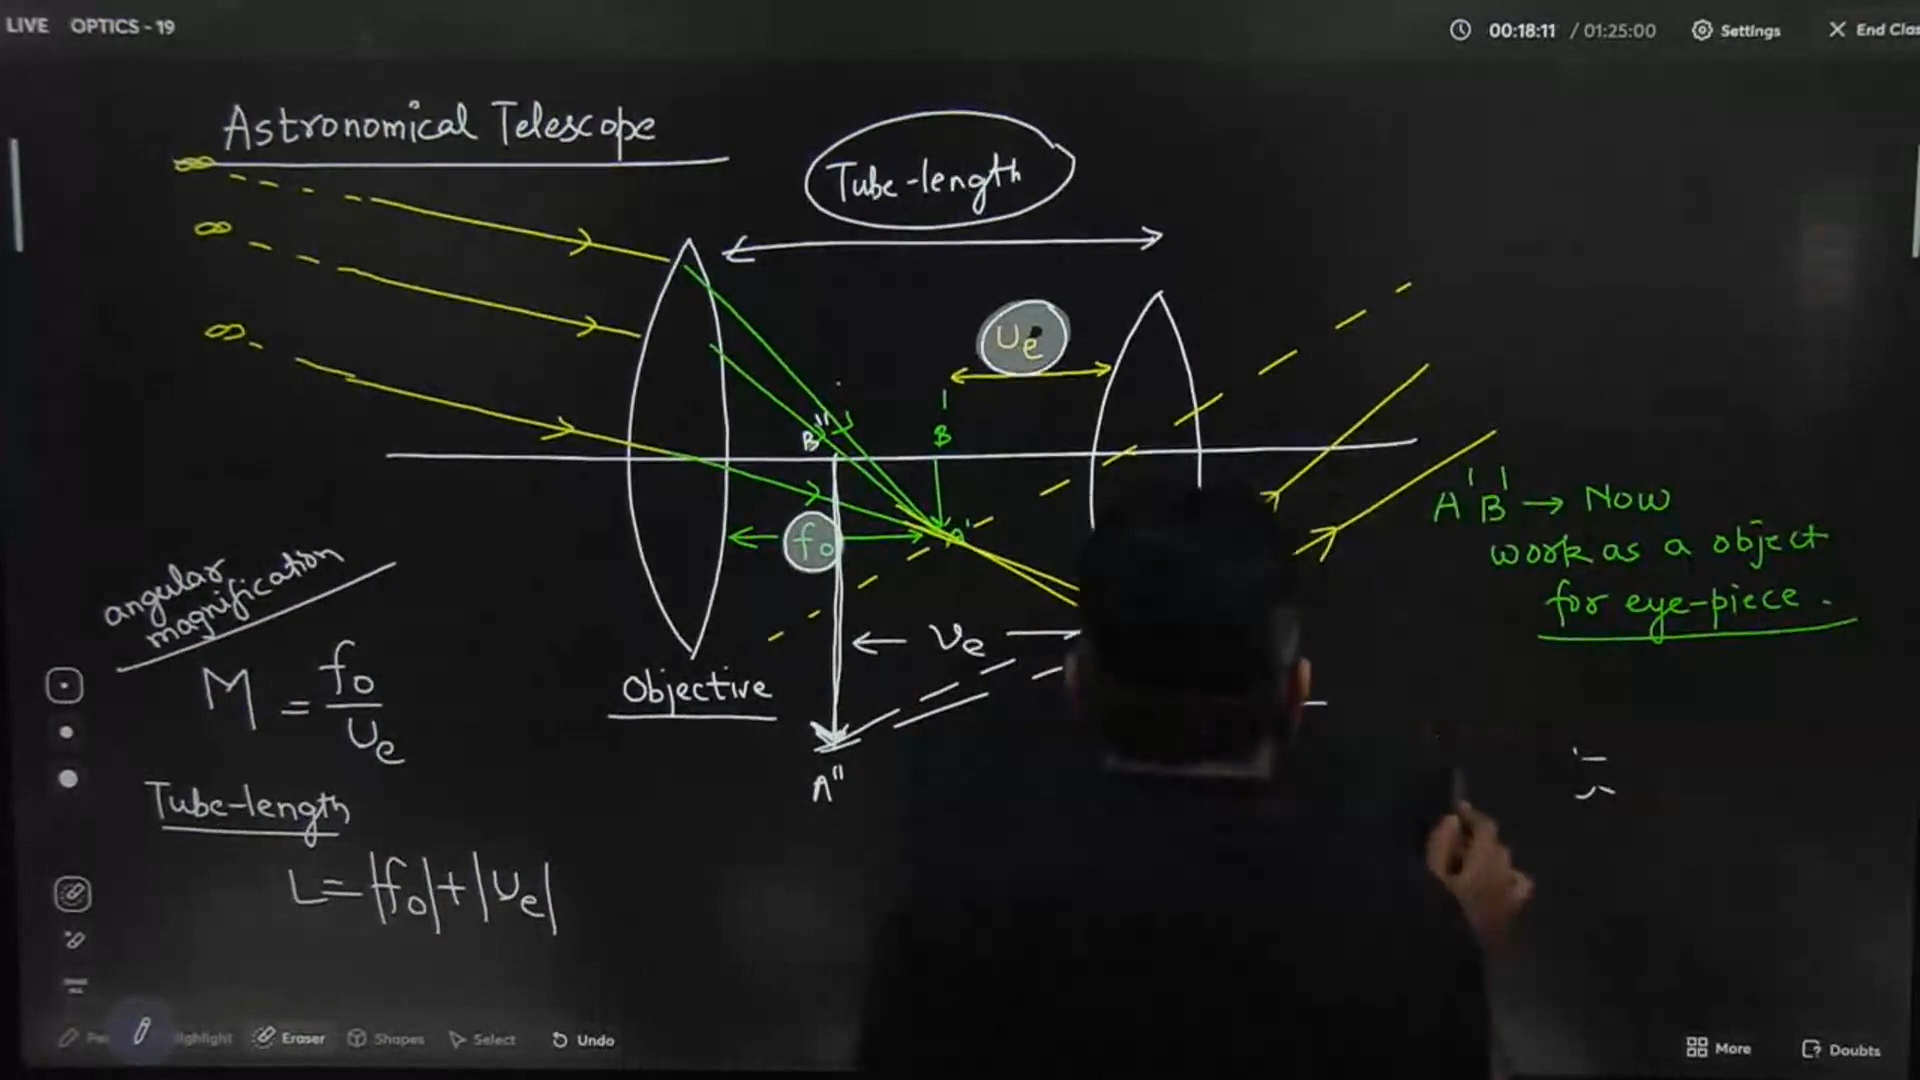 LIVE OPTICS - 19
00:18:11 / 01:25:00 Settings End Clas
Astronomical Telescope
Tube-length
∞
∞
∞
Ue
B" B'
fo A'
A'B' → Now
work as a object
for eye-piece.
angular
magnification
νe
Objective
M = fo/Ue
A"
Tube-length
L = |fo| + |Ue|
Highlight Eraser Shapes Select Undo
More Doubts